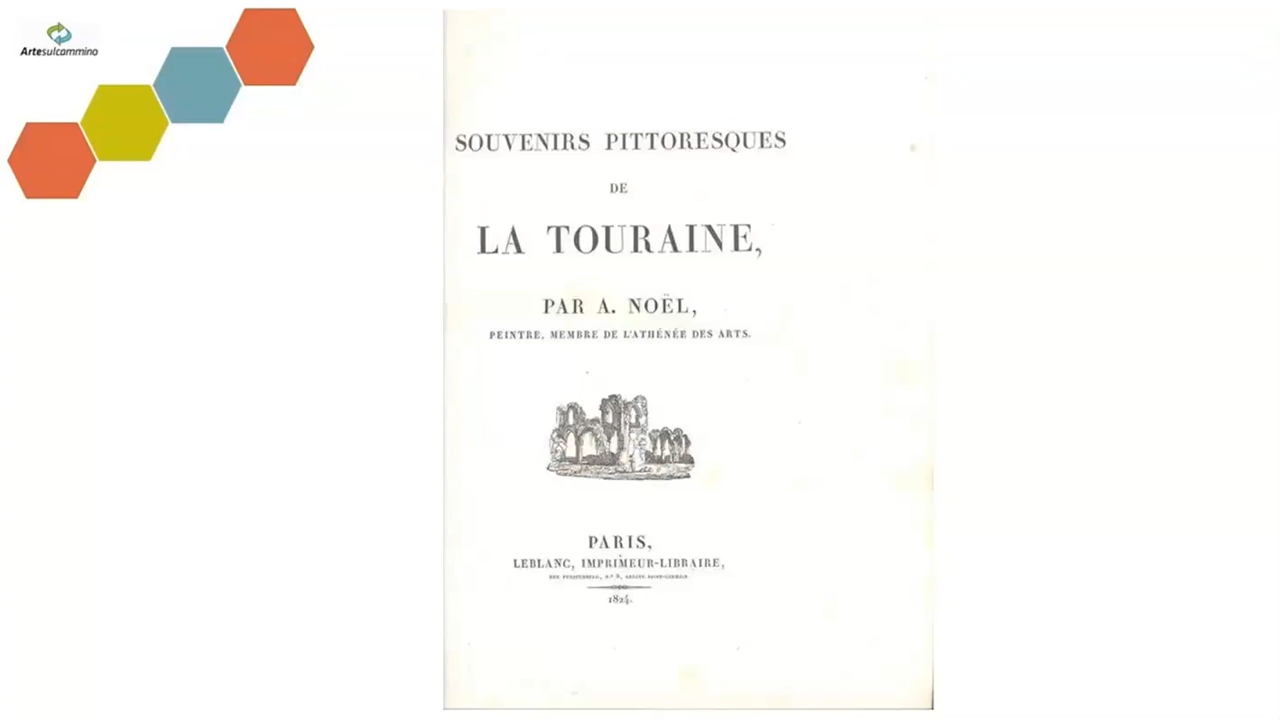 Artesulcammino
SOUVENIRS PITTORESQUES
DE
LA TOURAINE,
PAR A. NOËL,
PEINTRE, MEMBRE DE L'ATHÉNÉE DES ARTS.
PARIS,
LEBLANC, IMPRIMEUR-LIBRAIRE,
1824.